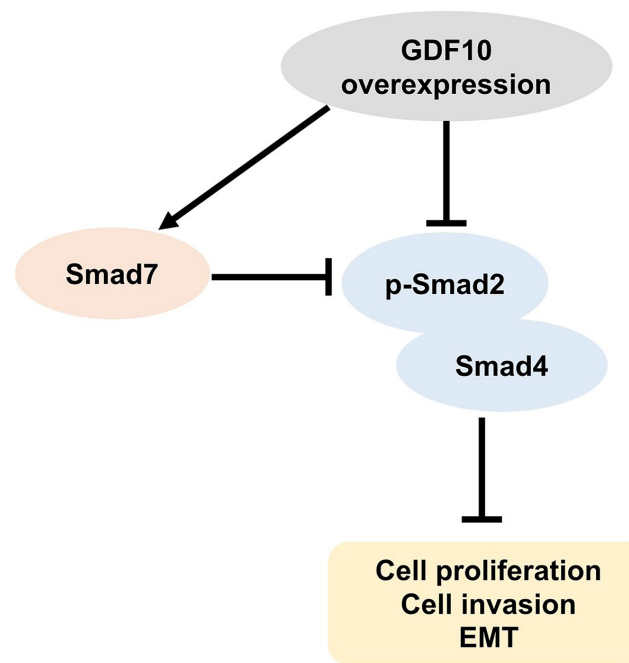 GDF10
overexpression
Smad7
p-Smad2
Smad4
Cell proliferation
Cell invasion
EMT